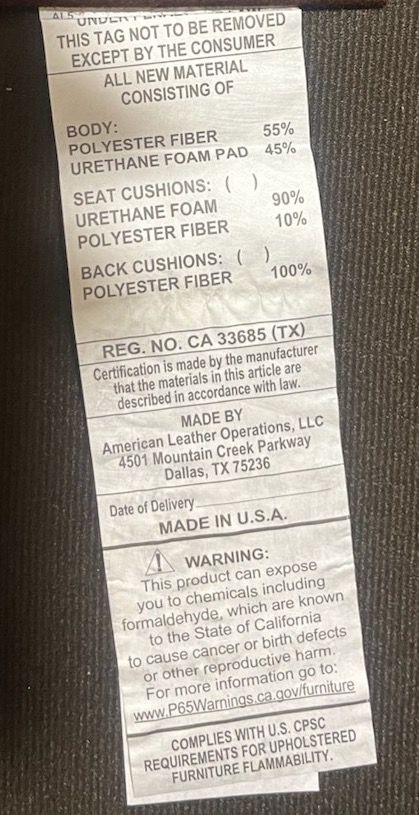 UNDER
THIS TAG NOT TO BE REMOVED
EXCEPT BY THE CONSUMER
ALL NEW MATERIAL
CONSISTING OF
BODY:
POLYESTER FIBER 55%
URETHANE FOAM PAD 45%
SEAT CUSHIONS: ( )
URETHANE FOAM 90%
POLYESTER FIBER 10%
BACK CUSHIONS: ( )
POLYESTER FIBER 100%
REG. NO. CA 33685 (TX)
Certification is made by the manufacturer
that the materials in this article are
described in accordance with law.
MADE BY
American Leather Operations, LLC
4501 Mountain Creek Parkway
Dallas, TX 75236
Date of Delivery
MADE IN U.S.A.
WARNING:
This product can expose
you to chemicals including
formaldehyde, which are known
to the State of California
to cause cancer or birth defects
or other reproductive harm.
For more information go to:
www.P65Warnings.ca.gov/furniture
COMPLIES WITH U.S. CPSC
REQUIREMENTS FOR UPHOLSTERED
FURNITURE FLAMMABILITY.